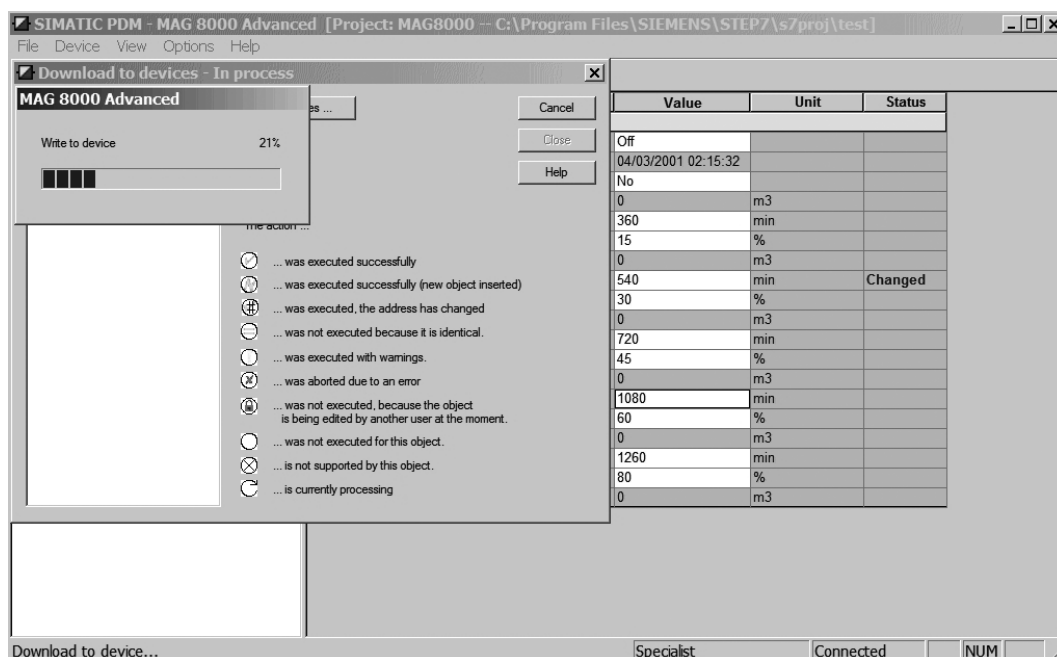 SIMATIC PDM - MAG 8000 Advanced [Project: MAG8000 -- C:\Program Files\SIEMENS\STEP7\s7proj\test]
File Device View Options Help
Download to devices - In process
MAG 8000 Advanced
Write to device 21%
es ...
Cancel
Close
Help
The action ...
... was executed successfully
... was executed successfully (new object inserted)
... was executed, the address has changed
... was not executed because it is identical.
... was executed with warnings.
... was aborted due to an error
... was not executed, because the object
is being edited by another user at the moment.
... was not executed for this object.
... is not supported by this object.
... is currently processing
Value Unit Status
Off
04/03/2001 02:15:32
No
0 m3
360 min
15 %
0 m3
540 min Changed
30 %
0 m3
720 min
45 %
0 m3
1080 min
60 %
0 m3
1260 min
80 %
0 m3
Download to device... Specialist Connected NUM